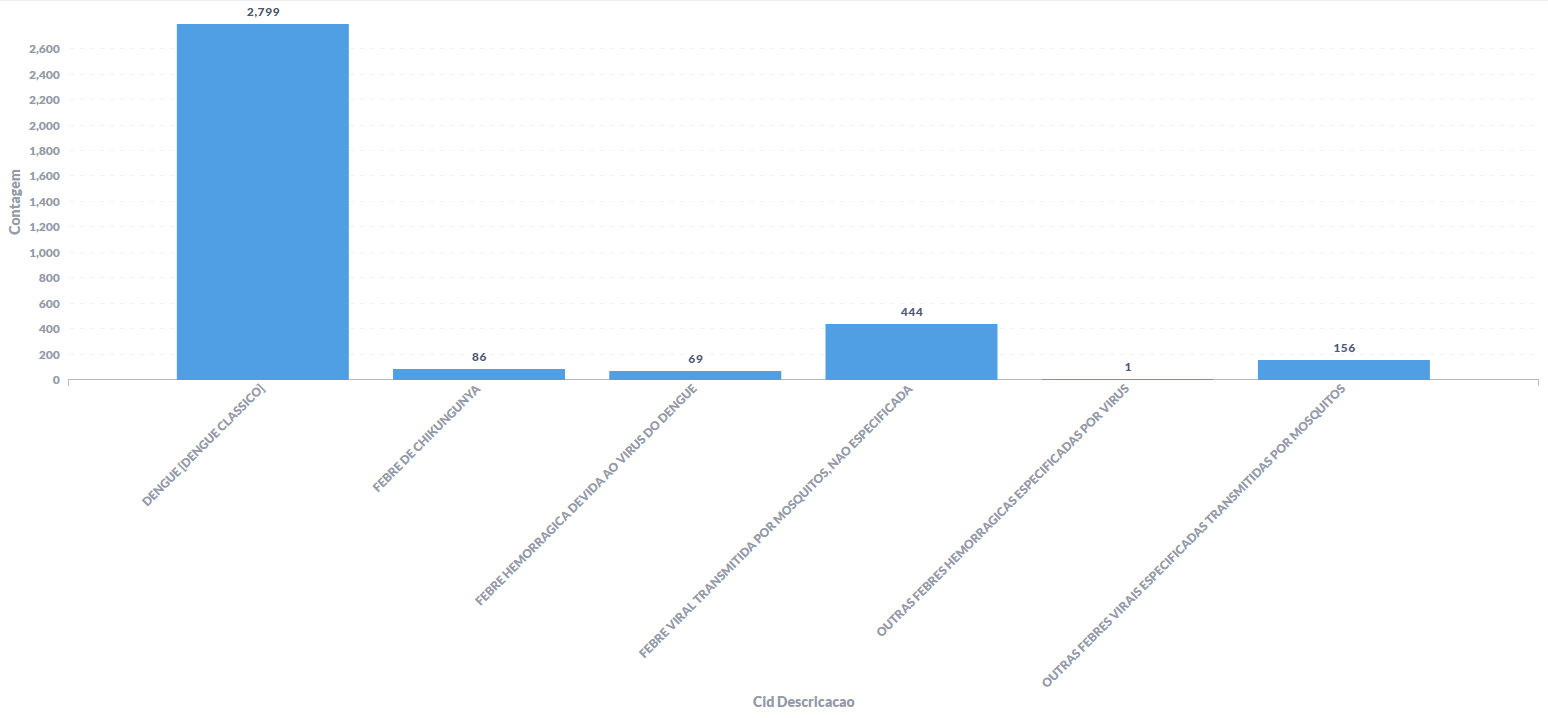 2,799
2,600
2,400
2,200
2,000
1,800
1,600
1,400
1,200
1,000
800
600
400
200
0
Contagem
86
69
444
1
156
DENGUE [DENGUE CLASSICO]
FEBRE DE CHIKUNGUNYA
FEBRE HEMORRAGICA DEVIDA AO VIRUS DO DENGUE
FEBRE VIRAL TRANSMITIDA POR MOSQUITOS, NAO ESPECIFICADA
OUTRAS FEBRES HEMORRAGICAS ESPECIFICADAS POR VIRUS
OUTRAS FEBRES VIRAIS ESPECIFICADAS TRANSMITIDAS POR MOSQUITOS
Cid Descricacao